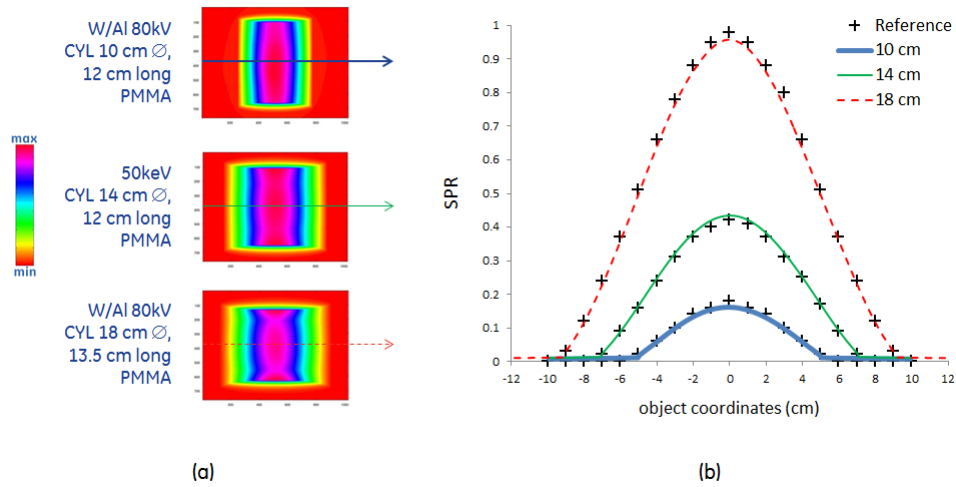 W/Al 80kV
CYL 10 cm ∅,
12 cm long
PMMA
max
min
50keV
CYL 14 cm ∅,
12 cm long
PMMA
W/Al 80kV
CYL 18 cm ∅,
13.5 cm long
PMMA
(a)
SPR
1
0.9
0.8
0.7
0.6
0.5
0.4
0.3
0.2
0.1
0
-12 -10 -8 -6 -4 -2 0 2 4 6 8 10 12
object coordinates (cm)
Reference
10 cm
14 cm
18 cm
(b)